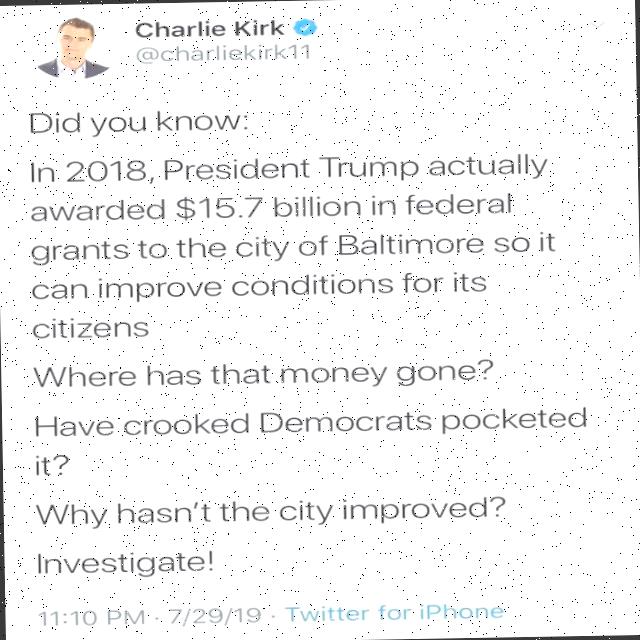 Charlie Kirk
@charliekirk11
Did you know:
In 2018, President Trump actually
awarded $15.7 billion in federal
grants to the city of Baltimore so it
can improve conditions for its
citizens
Where has that money gone?
Have crooked Democrats pocketed
it?
Why hasn't the city improved?
Investigate!
11:10 PM · 7/29/19 · Twitter for iPhone